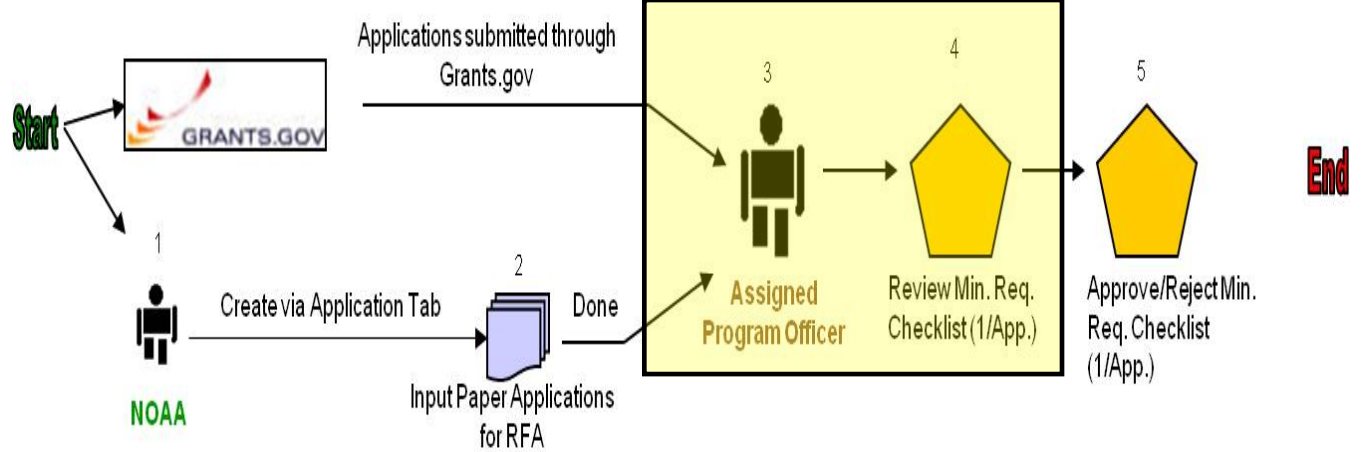 Start
GRANTS.GOV
Applications submitted through
Grants.gov
1
NOAA
Create via Application Tab
2
Input Paper Applications
for RFA
Done
3
Assigned
Program Officer
4
Review Min. Req.
Checklist (1/App.)
5
Approve/Reject Min.
Req. Checklist
(1/App.)
End